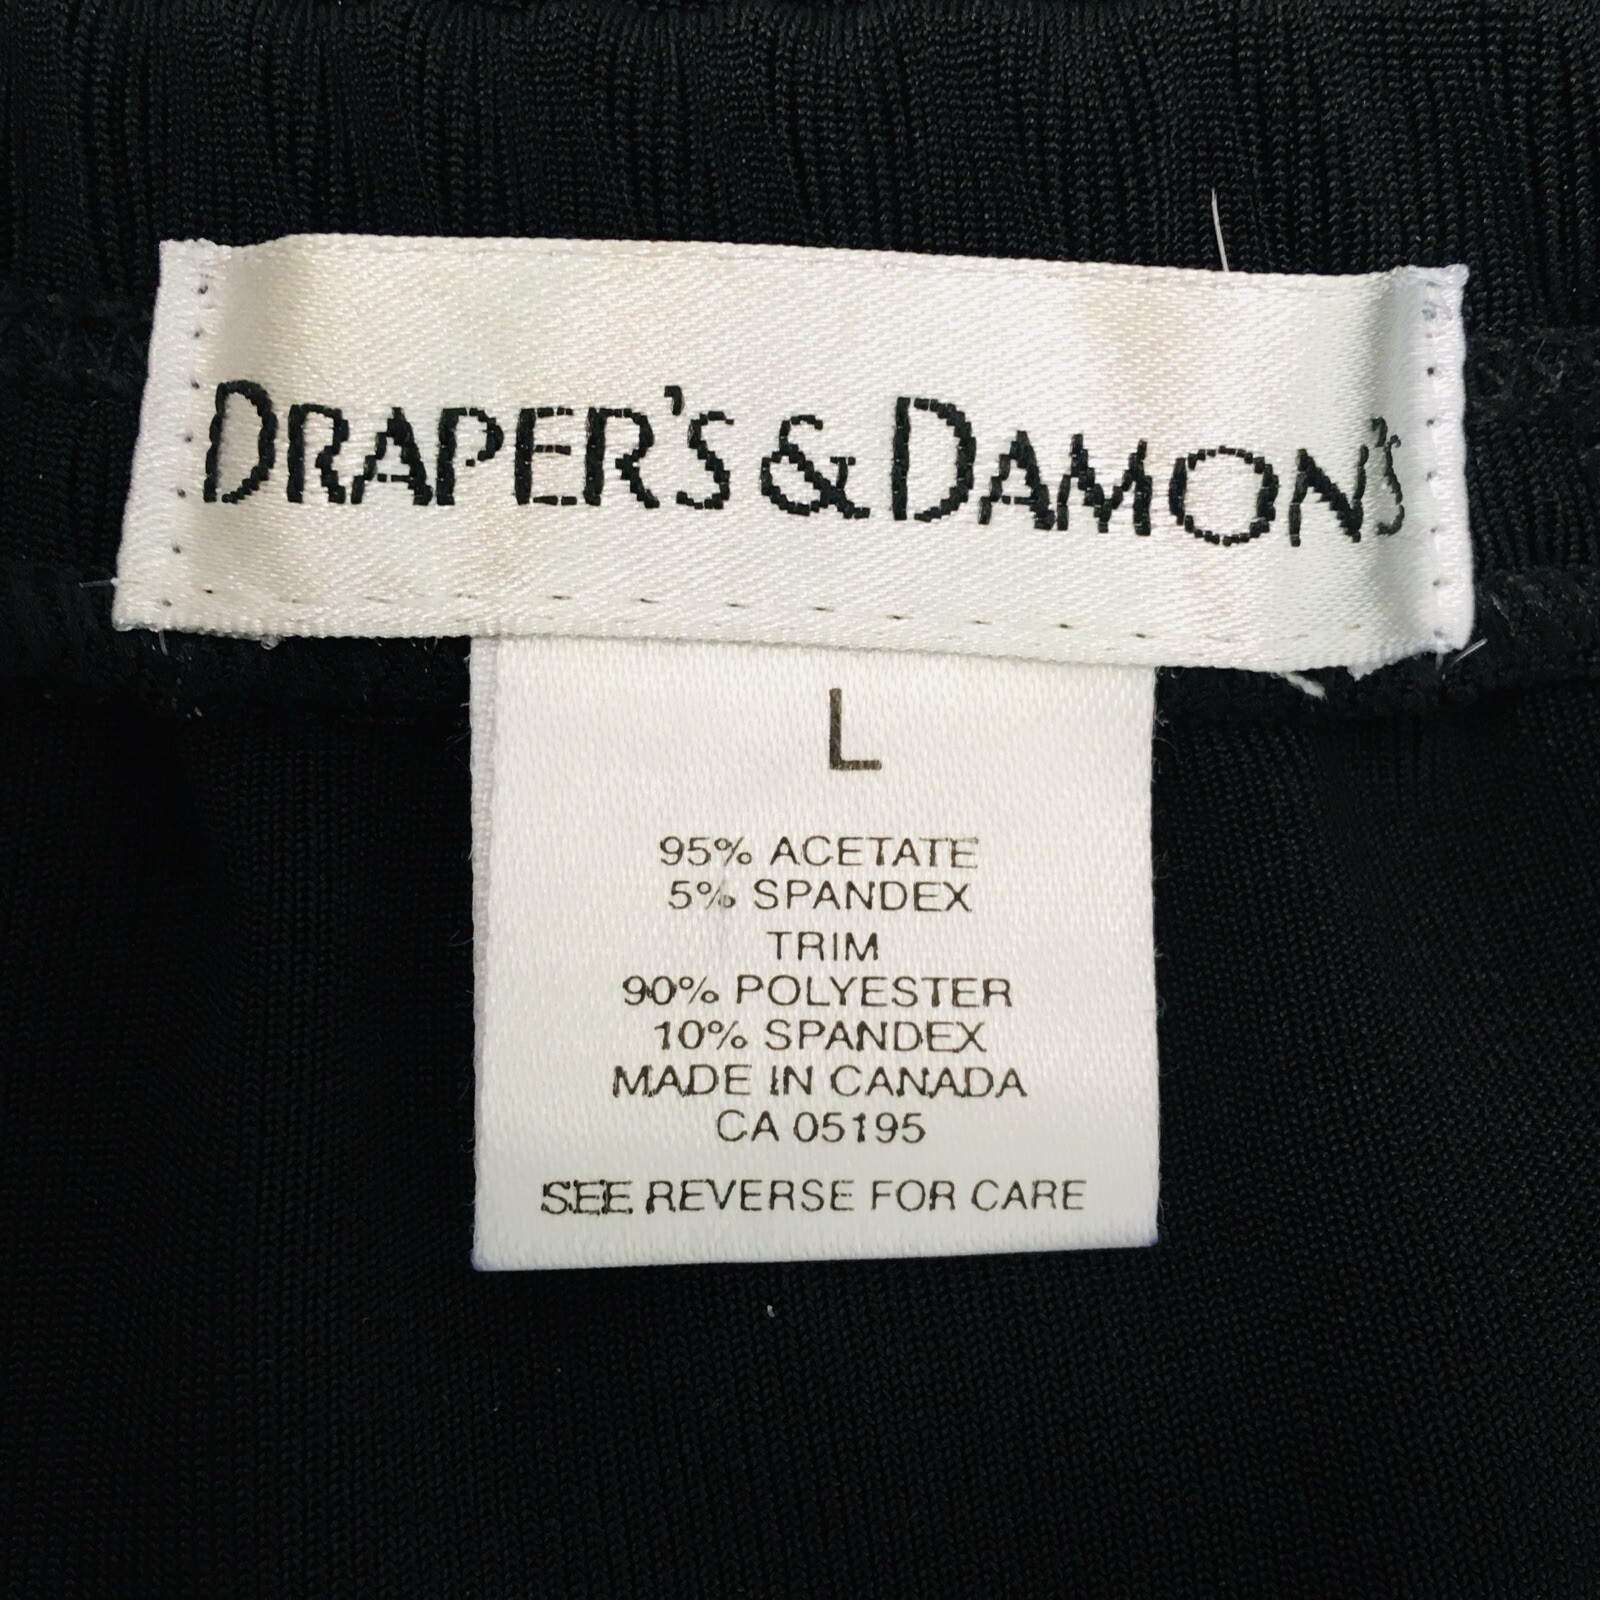 DRAPER'S & DAMON'S
L
95% ACETATE
5% SPANDEX
TRIM
90% POLYESTER
10% SPANDEX
MADE IN CANADA
CA 05195
SEE REVERSE FOR CARE